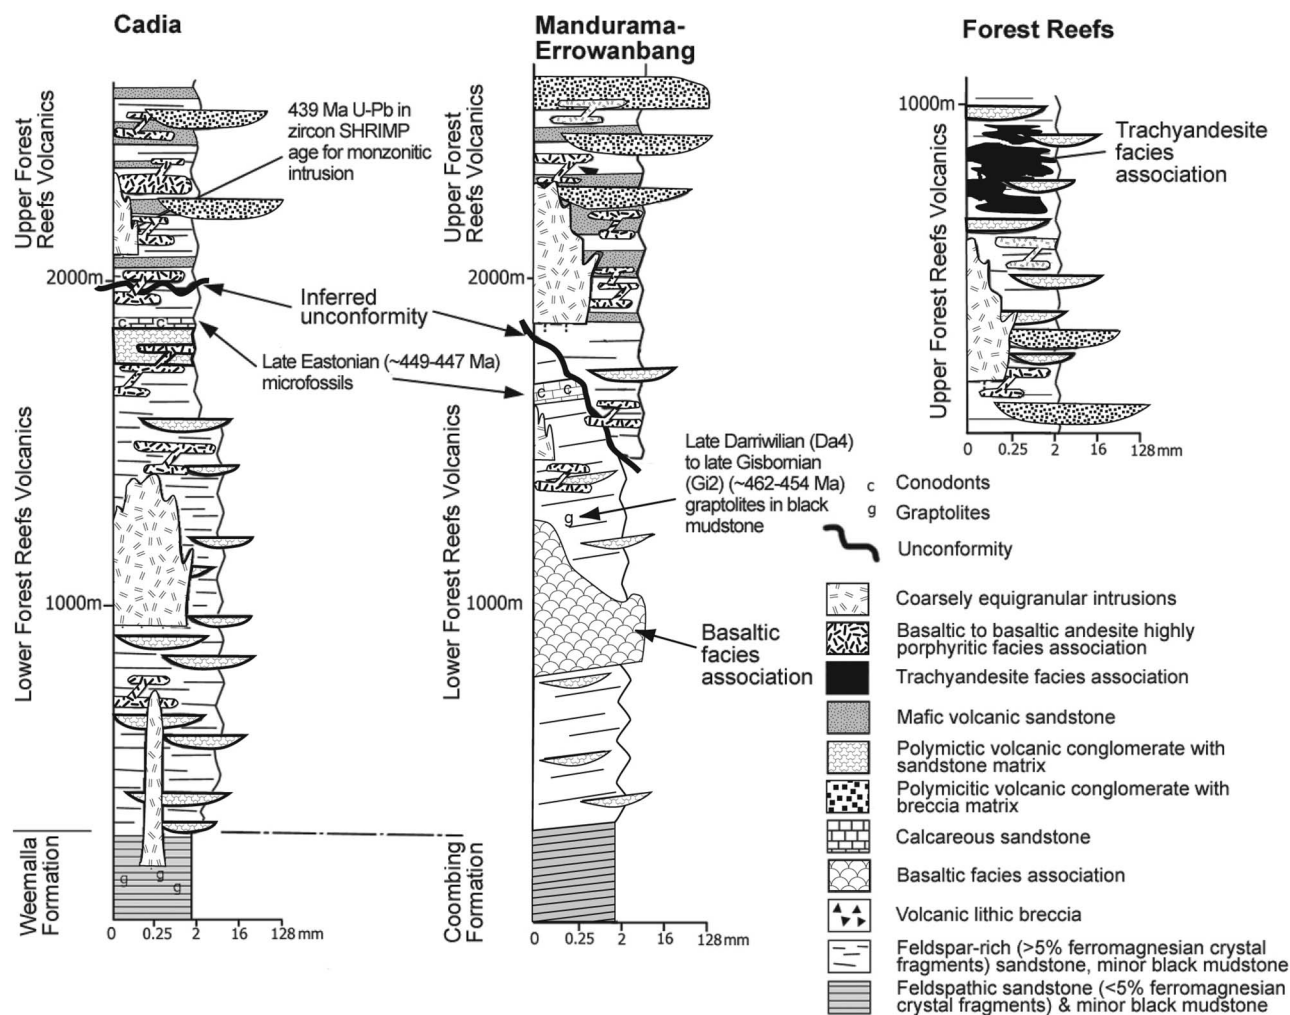 Cadia
Upper Forest
Reefs Volcanics
439 Ma U-Pb in
zircon SHRIMP
age for monzonitic
intrusion
2000m
Inferred
unconformity
Late Eastonian (~449-447 Ma)
microfossils
c c
Lower Forest Reefs Volcanics
1000m
Weemalla
Formation
g g g
0 0.25 2 16 128 mm
Mandurama-
Errowanbang
Upper Forest
Reefs Volcanics
2000m
c c
Lower Forest Reefs Volcanics
Late Darriwilian (Da4)
to late Gisbornian
(Gi2) (~462-454 Ma)
graptolites in black
mudstone
g
1000m
Basaltic
facies
association
Coombing
Formation
0 0.25 2 16 128 mm
Forest Reefs
1000m
Trachyandesite
facies
association
Upper Forest Reefs Volcanics
0 0.25 2 16 128 mm
c Conodonts
g Graptolites
Unconformity
Coarsely equigranular intrusions
Basaltic to basaltic andesite highly
porphyritic facies association
Trachyandesite facies association
Mafic volcanic sandstone
Polymictic volcanic conglomerate with
sandstone matrix
Polymicitic volcanic conglomerate with
breccia matrix
Calcareous sandstone
Basaltic facies association
Volcanic lithic breccia
Feldspar-rich (>5% ferromagnesian crystal
fragments) sandstone, minor black mudstone
Feldspathic sandstone (<5% ferromagnesian
crystal fragments) & minor black mudstone